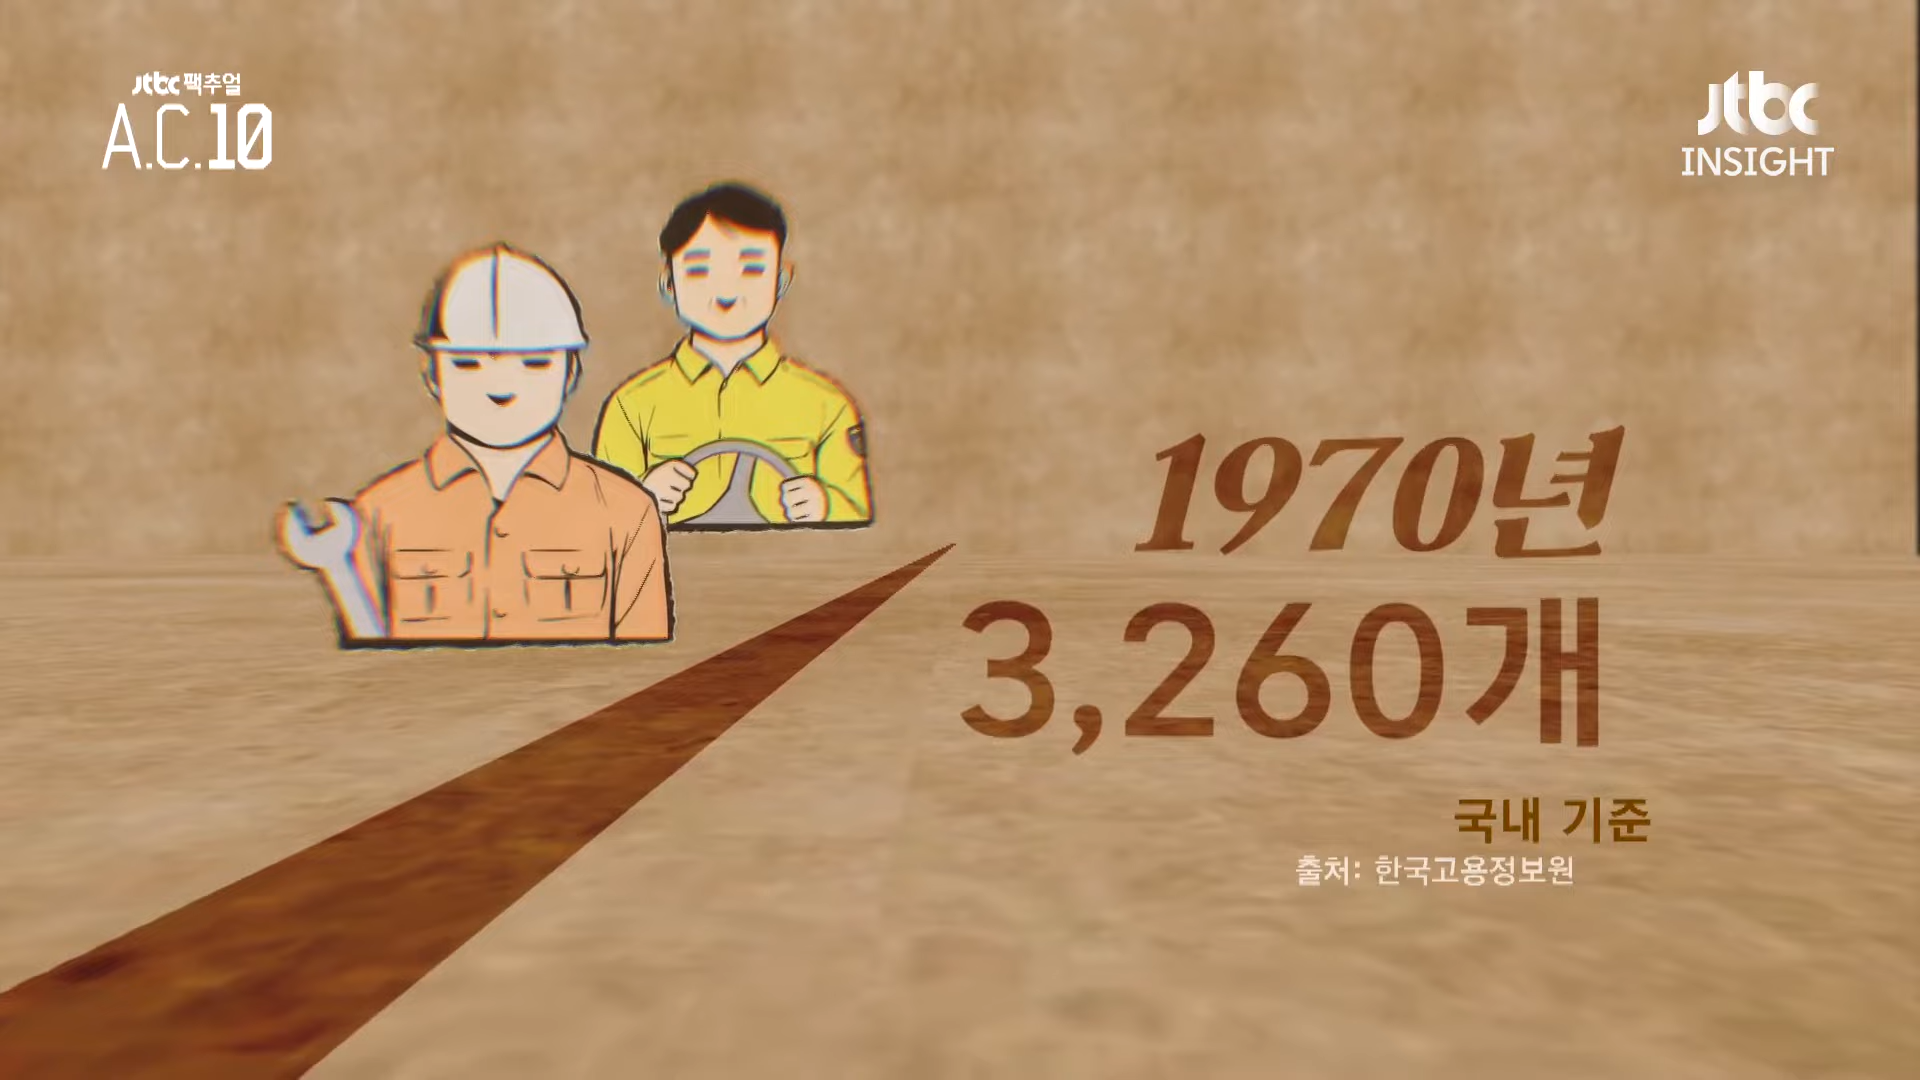 jtbc 팩추얼
A.C.10
jtbc
INSIGHT
1970년
3,260개
국내 기준
출처: 한국고용정보원